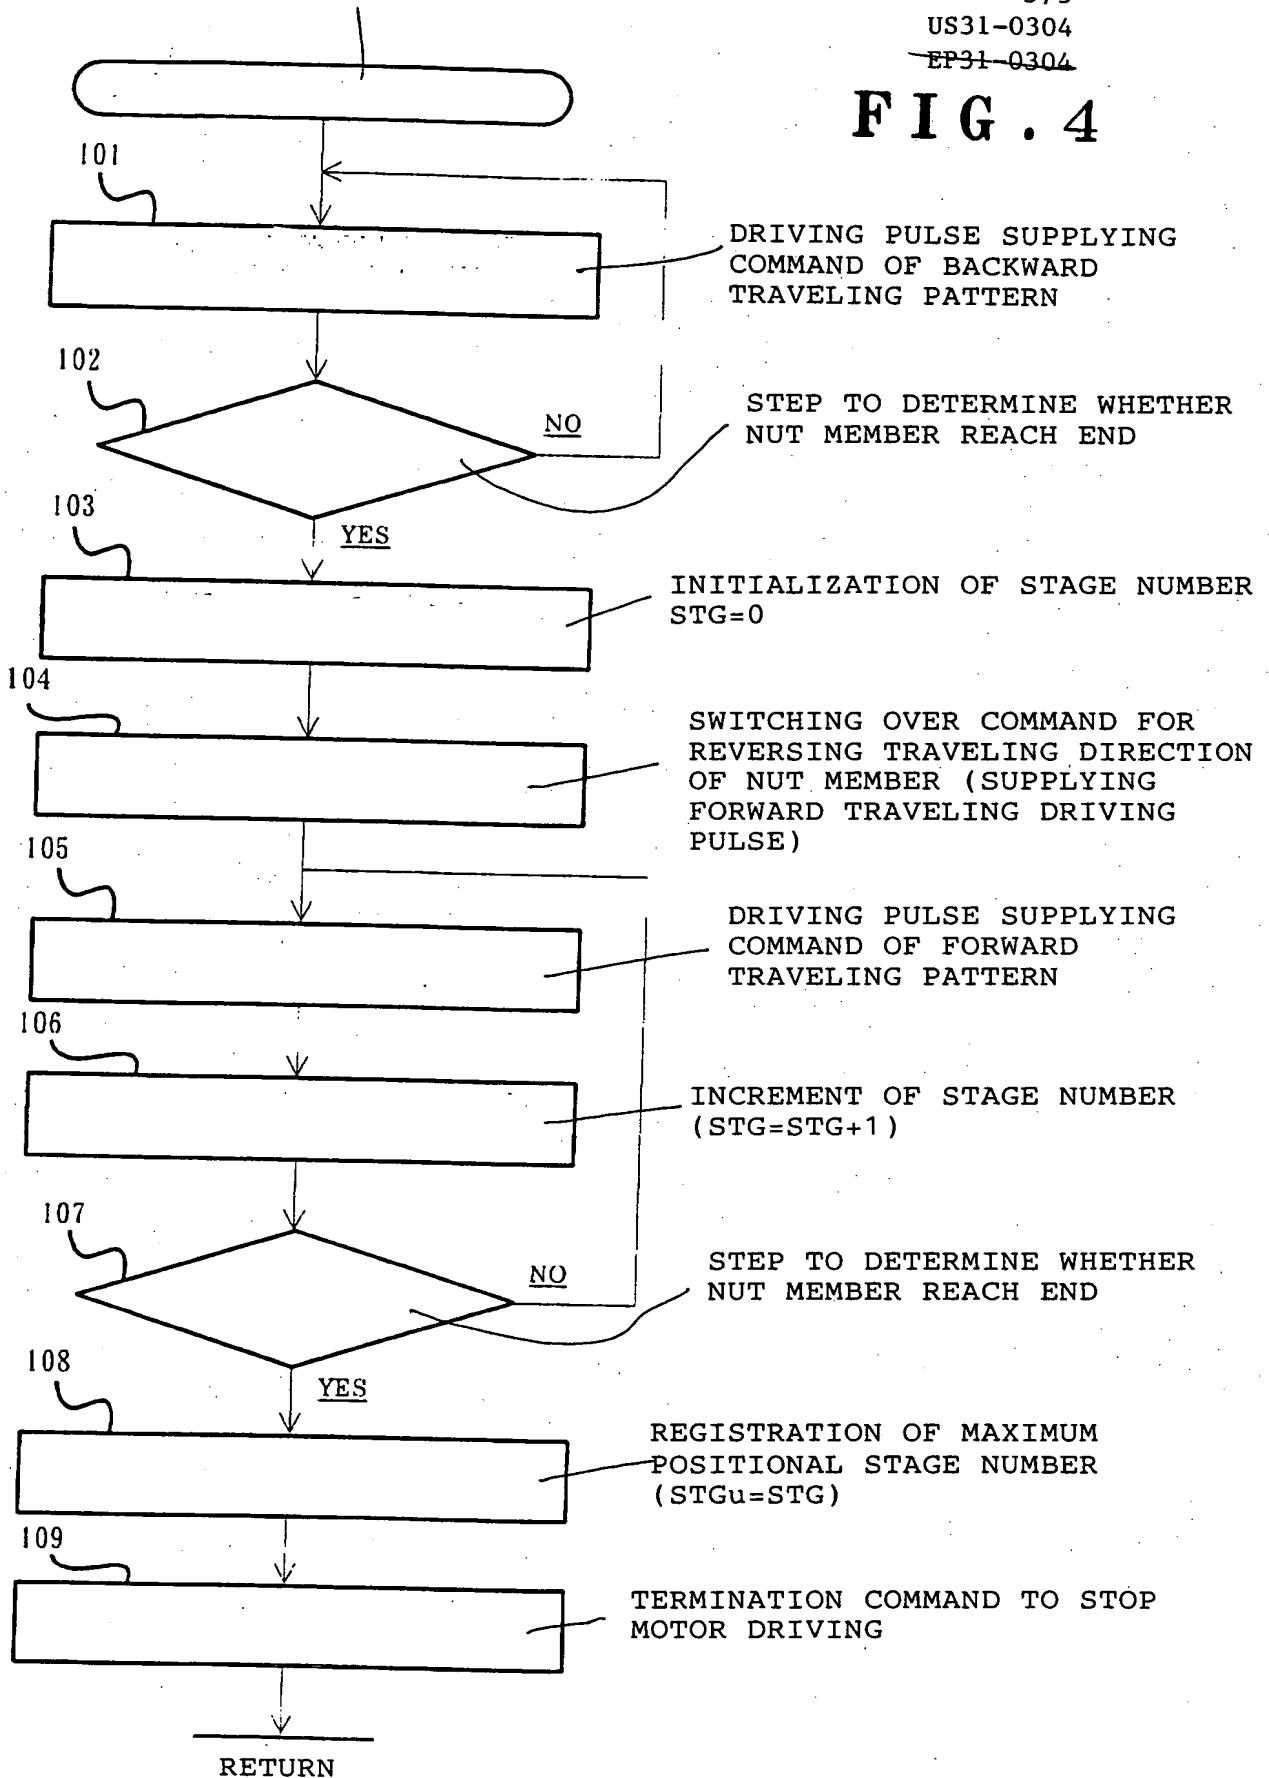 US31-0304
EP31-0304
FIG. 4
101
DRIVING PULSE SUPPLYING
COMMAND OF BACKWARD
TRAVELING PATTERN
102
NO
STEP TO DETERMINE WHETHER
NUT MEMBER REACH END
YES
103
INITIALIZATION OF STAGE NUMBER
STG=0
104
SWITCHING OVER COMMAND FOR
REVERSING TRAVELING DIRECTION
OF NUT MEMBER (SUPPLYING
FORWARD TRAVELING DRIVING
PULSE)
105
DRIVING PULSE SUPPLYING
COMMAND OF FORWARD
TRAVELING PATTERN
106
INCREMENT OF STAGE NUMBER
(STG=STG+1)
107
NO
STEP TO DETERMINE WHETHER
NUT MEMBER REACH END
YES
108
REGISTRATION OF MAXIMUM
POSITIONAL STAGE NUMBER
(STGu=STG)
109
TERMINATION COMMAND TO STOP
MOTOR DRIVING
RETURN